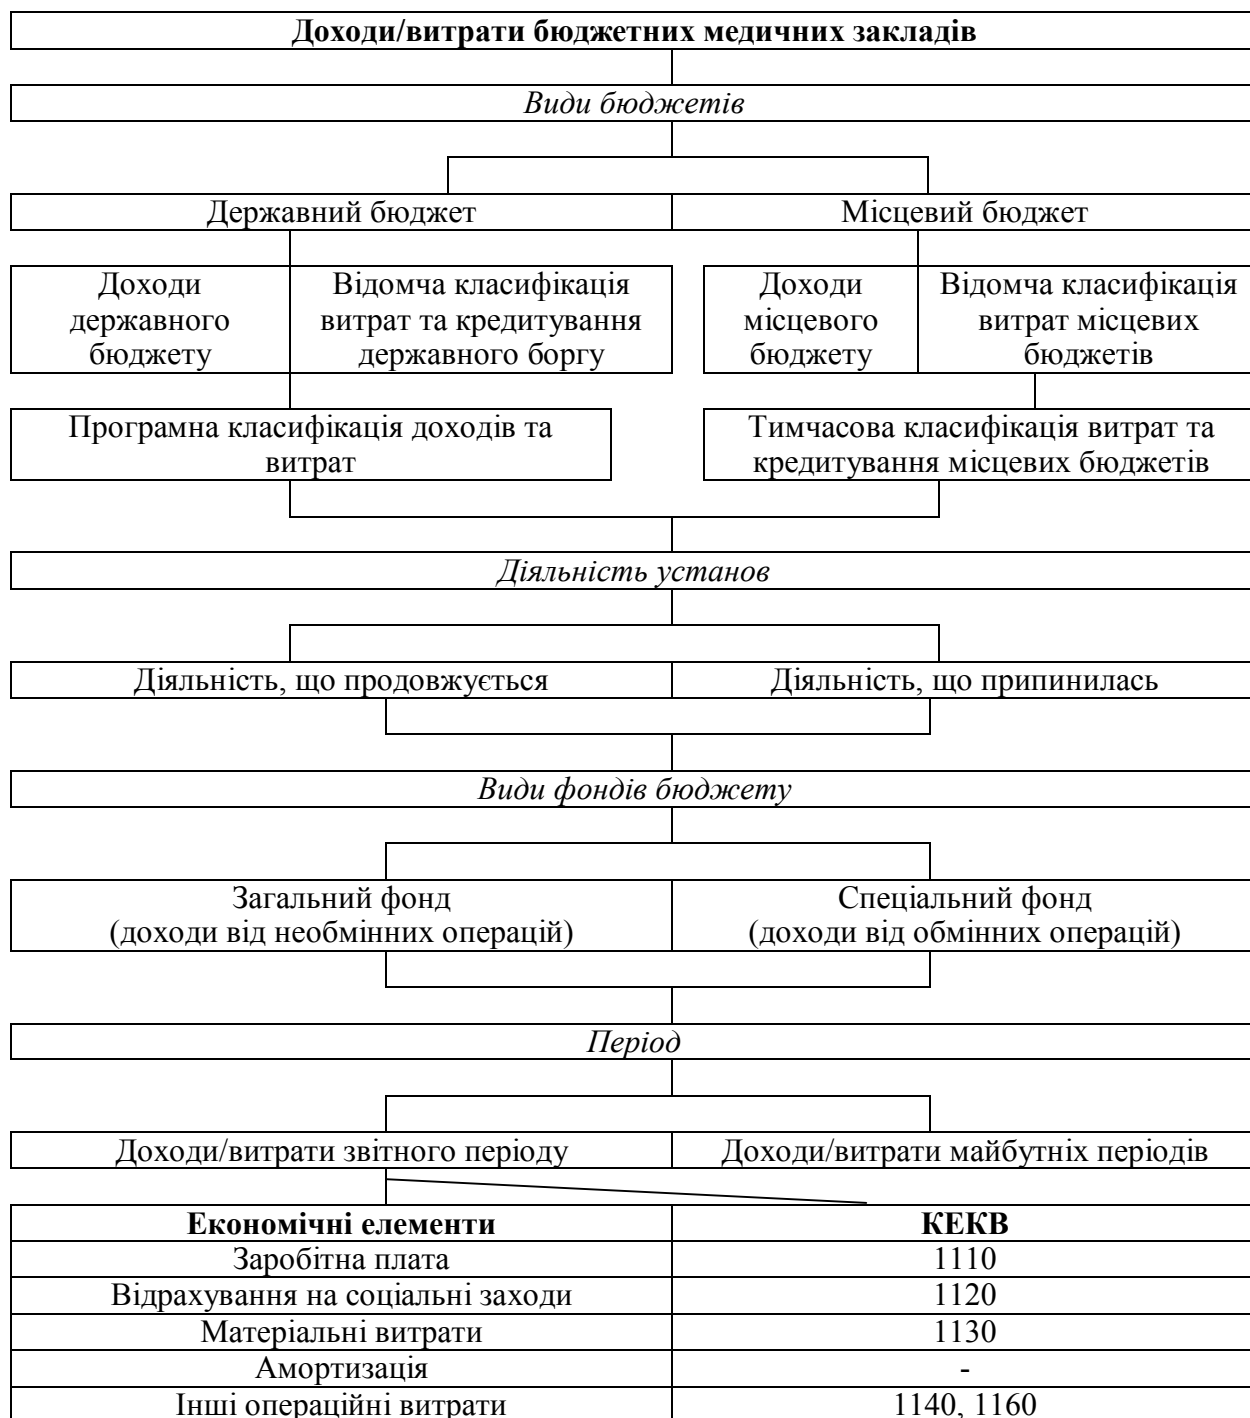 Доходи/витрати бюджетних медичних закладів
Види бюджетів
Державний бюджет
Місцевий бюджет
Доходи
державного
бюджету
Відомча класифікація
витрат та кредитування
державного боргу
Доходи
місцевого
бюджету
Відомча класифікація
витрат місцевих
бюджетів
Програмна класифікація доходів та
витрат
Тимчасова класифікація витрат та
кредитування місцевих бюджетів
Діяльність установ
Діяльність, що продовжується
Діяльність, що припинилась
Види фондів бюджету
Загальний фонд
(доходи від необмінних операцій)
Спеціальний фонд
(доходи від обмінних операцій)
Період
Доходи/витрати звітного періоду
Доходи/витрати майбутніх періодів
Економічні елементи
КЕКВ
Заробітна плата
1110
Відрахування на соціальні заходи
1120
Матеріальні витрати
1130
Амортизація
-
Інші операційні витрати
1140, 1160